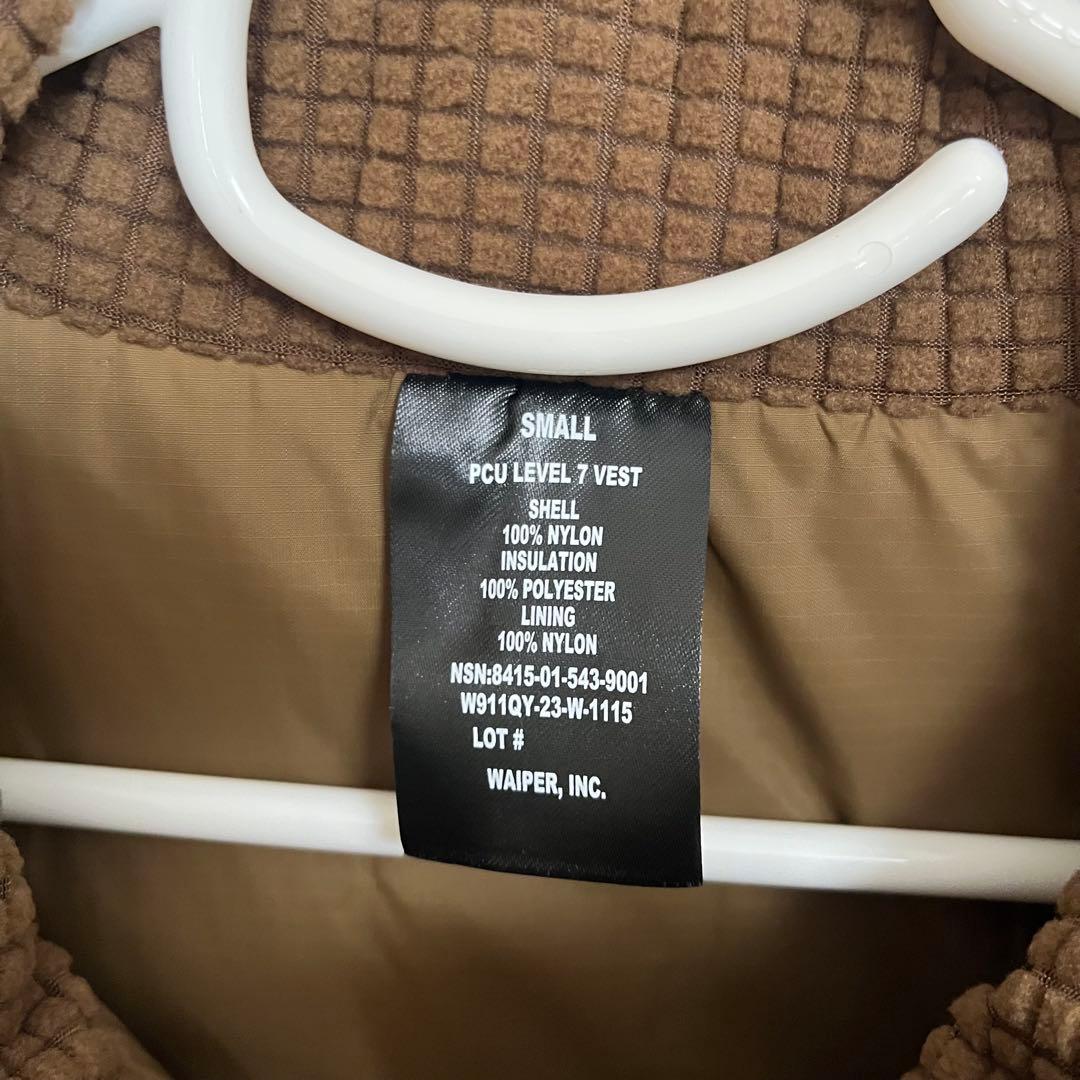 SMALL
PCU LEVEL 7 VEST
SHELL
100% NYLON
INSULATION
100% POLYESTER
LINING
100% NYLON
NSN:8415-01-543-9001
W911QY-23-W-1115
LOT #
WAIPER, INC.